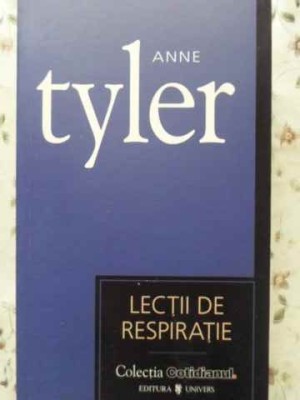 ANNE
tyler
LECȚII DE
RESPIRAȚIE
Colecția Cotidianul.
EDITURA UNIVERS